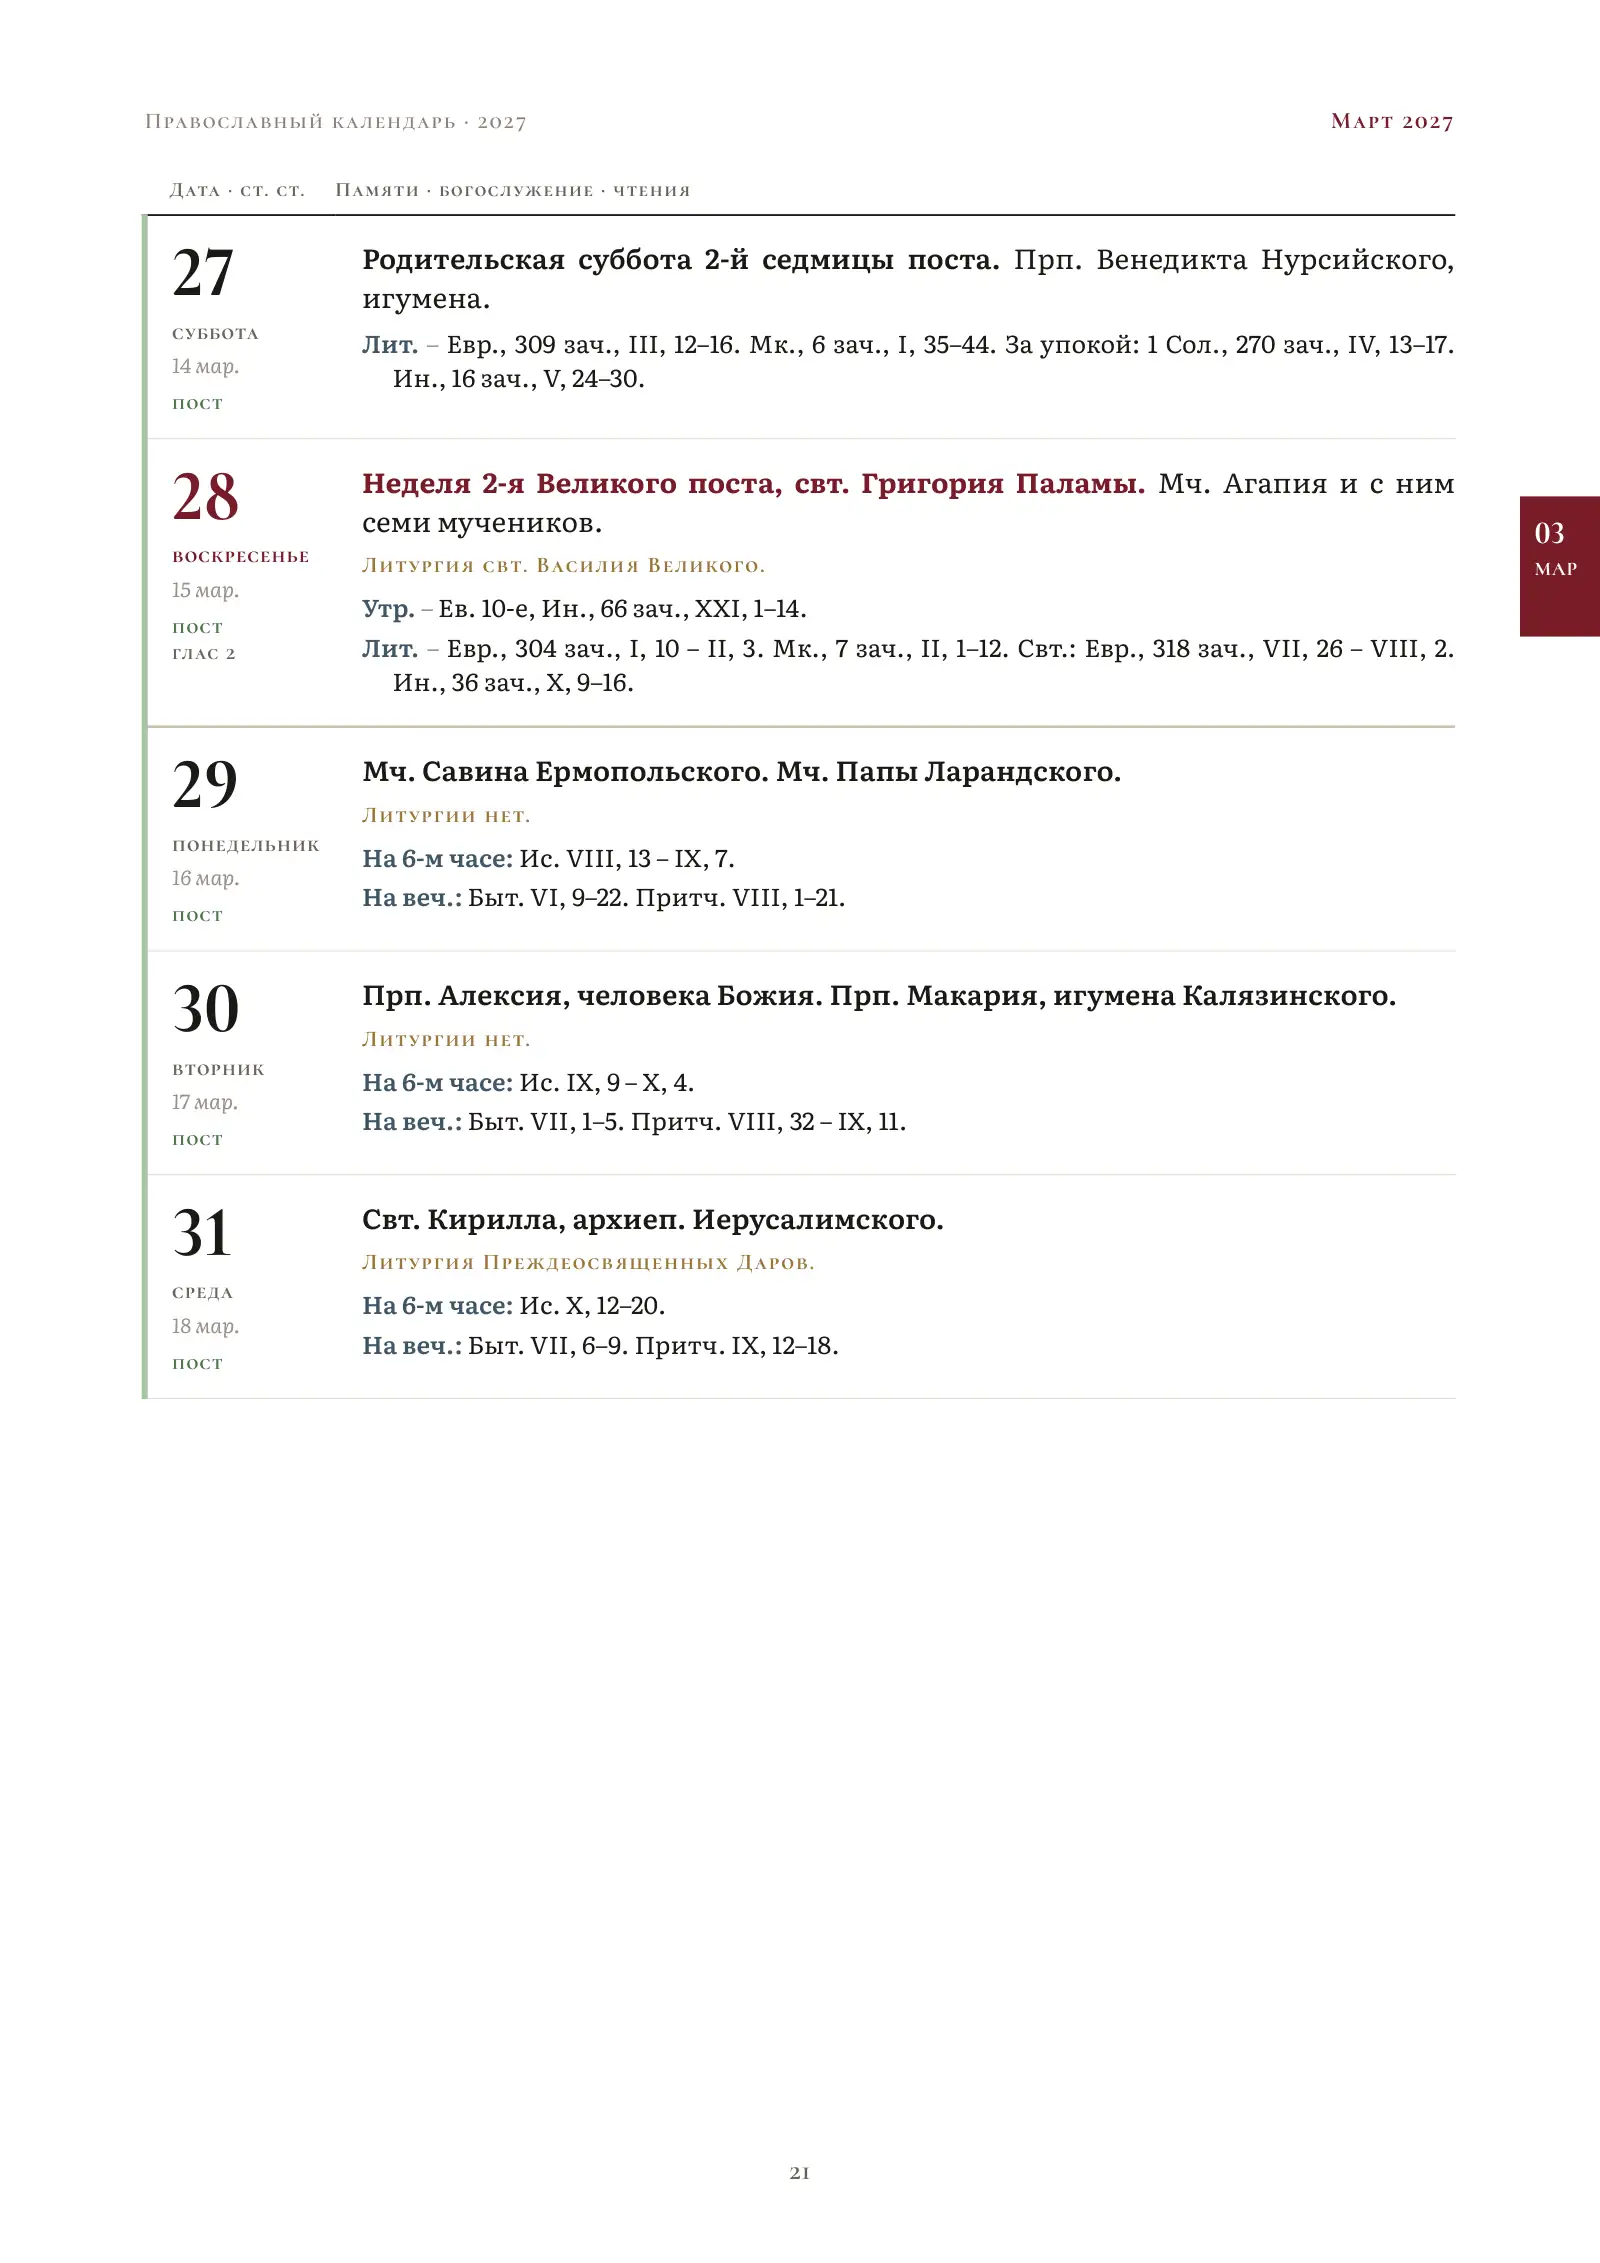 Православный календарь · 2027
Март 2027
Дата · ст. ст. Памяти · богослужение · чтения
27
суббота
14 мар.
пост
Родительская суббота 2-й седмицы поста. Прп. Венедикта Нурсийского,
игумена.
Лит. – Евр., 309 зач., III, 12–16. Мк., 6 зач., I, 35–44. За упокой: 1 Сол., 270 зач., IV, 13–17.
Ин., 16 зач., V, 24–30.
28
воскресенье
15 мар.
пост
глас 2
Неделя 2-я Великого поста, свт. Григория Паламы. Мч. Агапия и с ним
семи мучеников.
Литургия свт. Василия Великого.
Утр. – Ев. 10-е, Ин., 66 зач., XXI, 1–14.
Лит. – Евр., 304 зач., I, 10 – II, 3. Мк., 7 зач., II, 1–12. Свт.: Евр., 318 зач., VII, 26 – VIII, 2.
Ин., 36 зач., X, 9–16.
03
мар
29
понедельник
16 мар.
пост
Мч. Савина Ермопольского. Мч. Папы Ларандского.
Литургии нет.
На 6-м часе: Ис. VIII, 13 – IX, 7.
На веч.: Быт. VI, 9–22. Притч. VIII, 1–21.
30
вторник
17 мар.
пост
Прп. Алексия, человека Божия. Прп. Макария, игумена Калязинского.
Литургии нет.
На 6-м часе: Ис. IX, 9 – X, 4.
На веч.: Быт. VII, 1–5. Притч. VIII, 32 – IX, 11.
31
среда
18 мар.
пост
Свт. Кирилла, архиеп. Иерусалимского.
Литургия Преждеосвященных Даров.
На 6-м часе: Ис. X, 12–20.
На веч.: Быт. VII, 6–9. Притч. IX, 12–18.
21